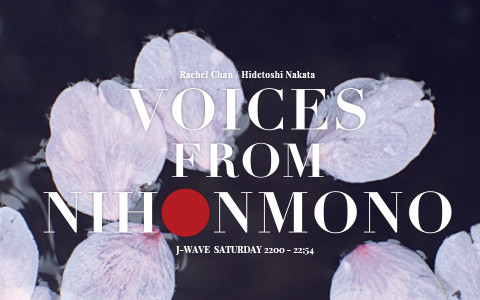 Rachel Chan / Hidetoshi Nakata
VOICES
FROM
NIHONMONO
J-WAVE SATURDAY 2200 - 22:54